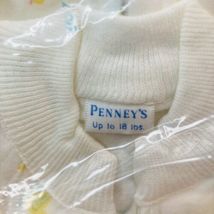 PENNEY'S
Up to 18 lbs.